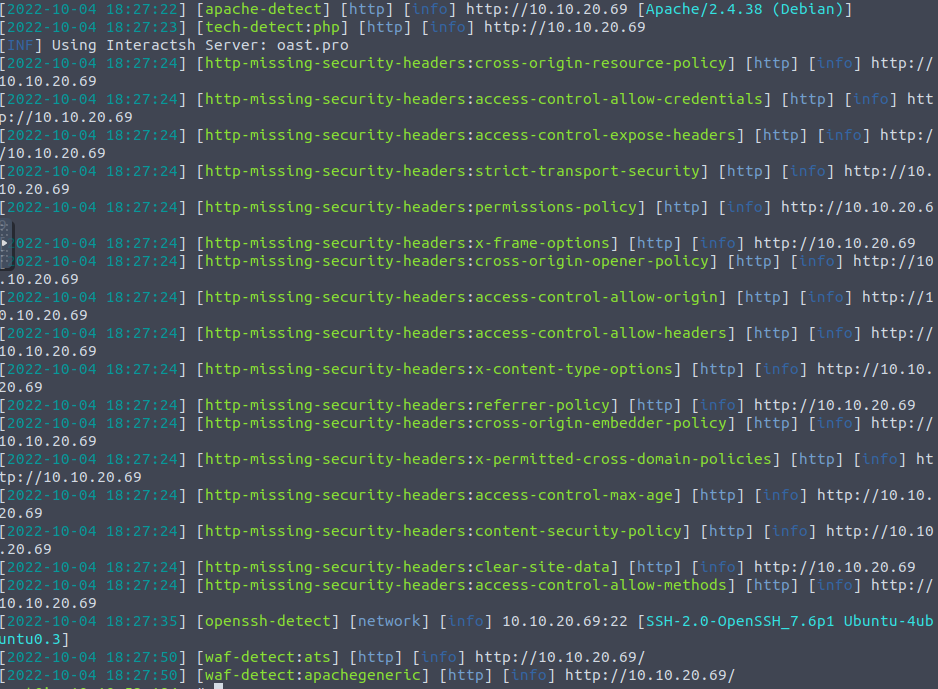 [2022-10-04 18:27:22] [apache-detect] [http] [info] http://10.10.20.69 [Apache/2.4.38 (Debian)]
[2022-10-04 18:27:23] [tech-detect:php] [http] [info] http://10.10.20.69
[INF] Using Interactsh Server: oast.pro
[2022-10-04 18:27:24] [http-missing-security-headers:cross-origin-resource-policy] [http] [info] http://
10.10.20.69
[2022-10-04 18:27:24] [http-missing-security-headers:access-control-allow-credentials] [http] [info] htt
p://10.10.20.69
[2022-10-04 18:27:24] [http-missing-security-headers:access-control-expose-headers] [http] [info] http:/
/10.10.20.69
[2022-10-04 18:27:24] [http-missing-security-headers:strict-transport-security] [http] [info] http://10.
10.20.69
[2022-10-04 18:27:24] [http-missing-security-headers:permissions-policy] [http] [info] http://10.10.20.6
022-10-04 18:27:24] [http-missing-security-headers:x-frame-options] [http] [info] http://10.10.20.69
022-10-04 18:27:24] [http-missing-security-headers:cross-origin-opener-policy] [http] [info] http://10
.10.20.69
[2022-10-04 18:27:24] [http-missing-security-headers:access-control-allow-origin] [http] [info] http://1
0.10.20.69
[2022-10-04 18:27:24] [http-missing-security-headers:access-control-allow-headers] [http] [info] http://
10.10.20.69
[2022-10-04 18:27:24] [http-missing-security-headers:x-content-type-options] [http] [info] http://10.10.
20.69
[2022-10-04 18:27:24] [http-missing-security-headers:referrer-policy] [http] [info] http://10.10.20.69
[2022-10-04 18:27:24] [http-missing-security-headers:cross-origin-embedder-policy] [http] [info] http://
10.10.20.69
[2022-10-04 18:27:24] [http-missing-security-headers:x-permitted-cross-domain-policies] [http] [info] ht
tp://10.10.20.69
[2022-10-04 18:27:24] [http-missing-security-headers:access-control-max-age] [http] [info] http://10.10.
20.69
[2022-10-04 18:27:24] [http-missing-security-headers:content-security-policy] [http] [info] http://10.10
.20.69
[2022-10-04 18:27:24] [http-missing-security-headers:clear-site-data] [http] [info] http://10.10.20.69
[2022-10-04 18:27:24] [http-missing-security-headers:access-control-allow-methods] [http] [info] http://
10.10.20.69
[2022-10-04 18:27:35] [openssh-detect] [network] [info] 10.10.20.69:22 [SSH-2.0-OpenSSH_7.6p1 Ubuntu-4ub
untu0.3]
[2022-10-04 18:27:50] [waf-detect:ats] [http] [info] http://10.10.20.69/
[2022-10-04 18:27:50] [waf-detect:apachegeneric] [http] [info] http://10.10.20.69/